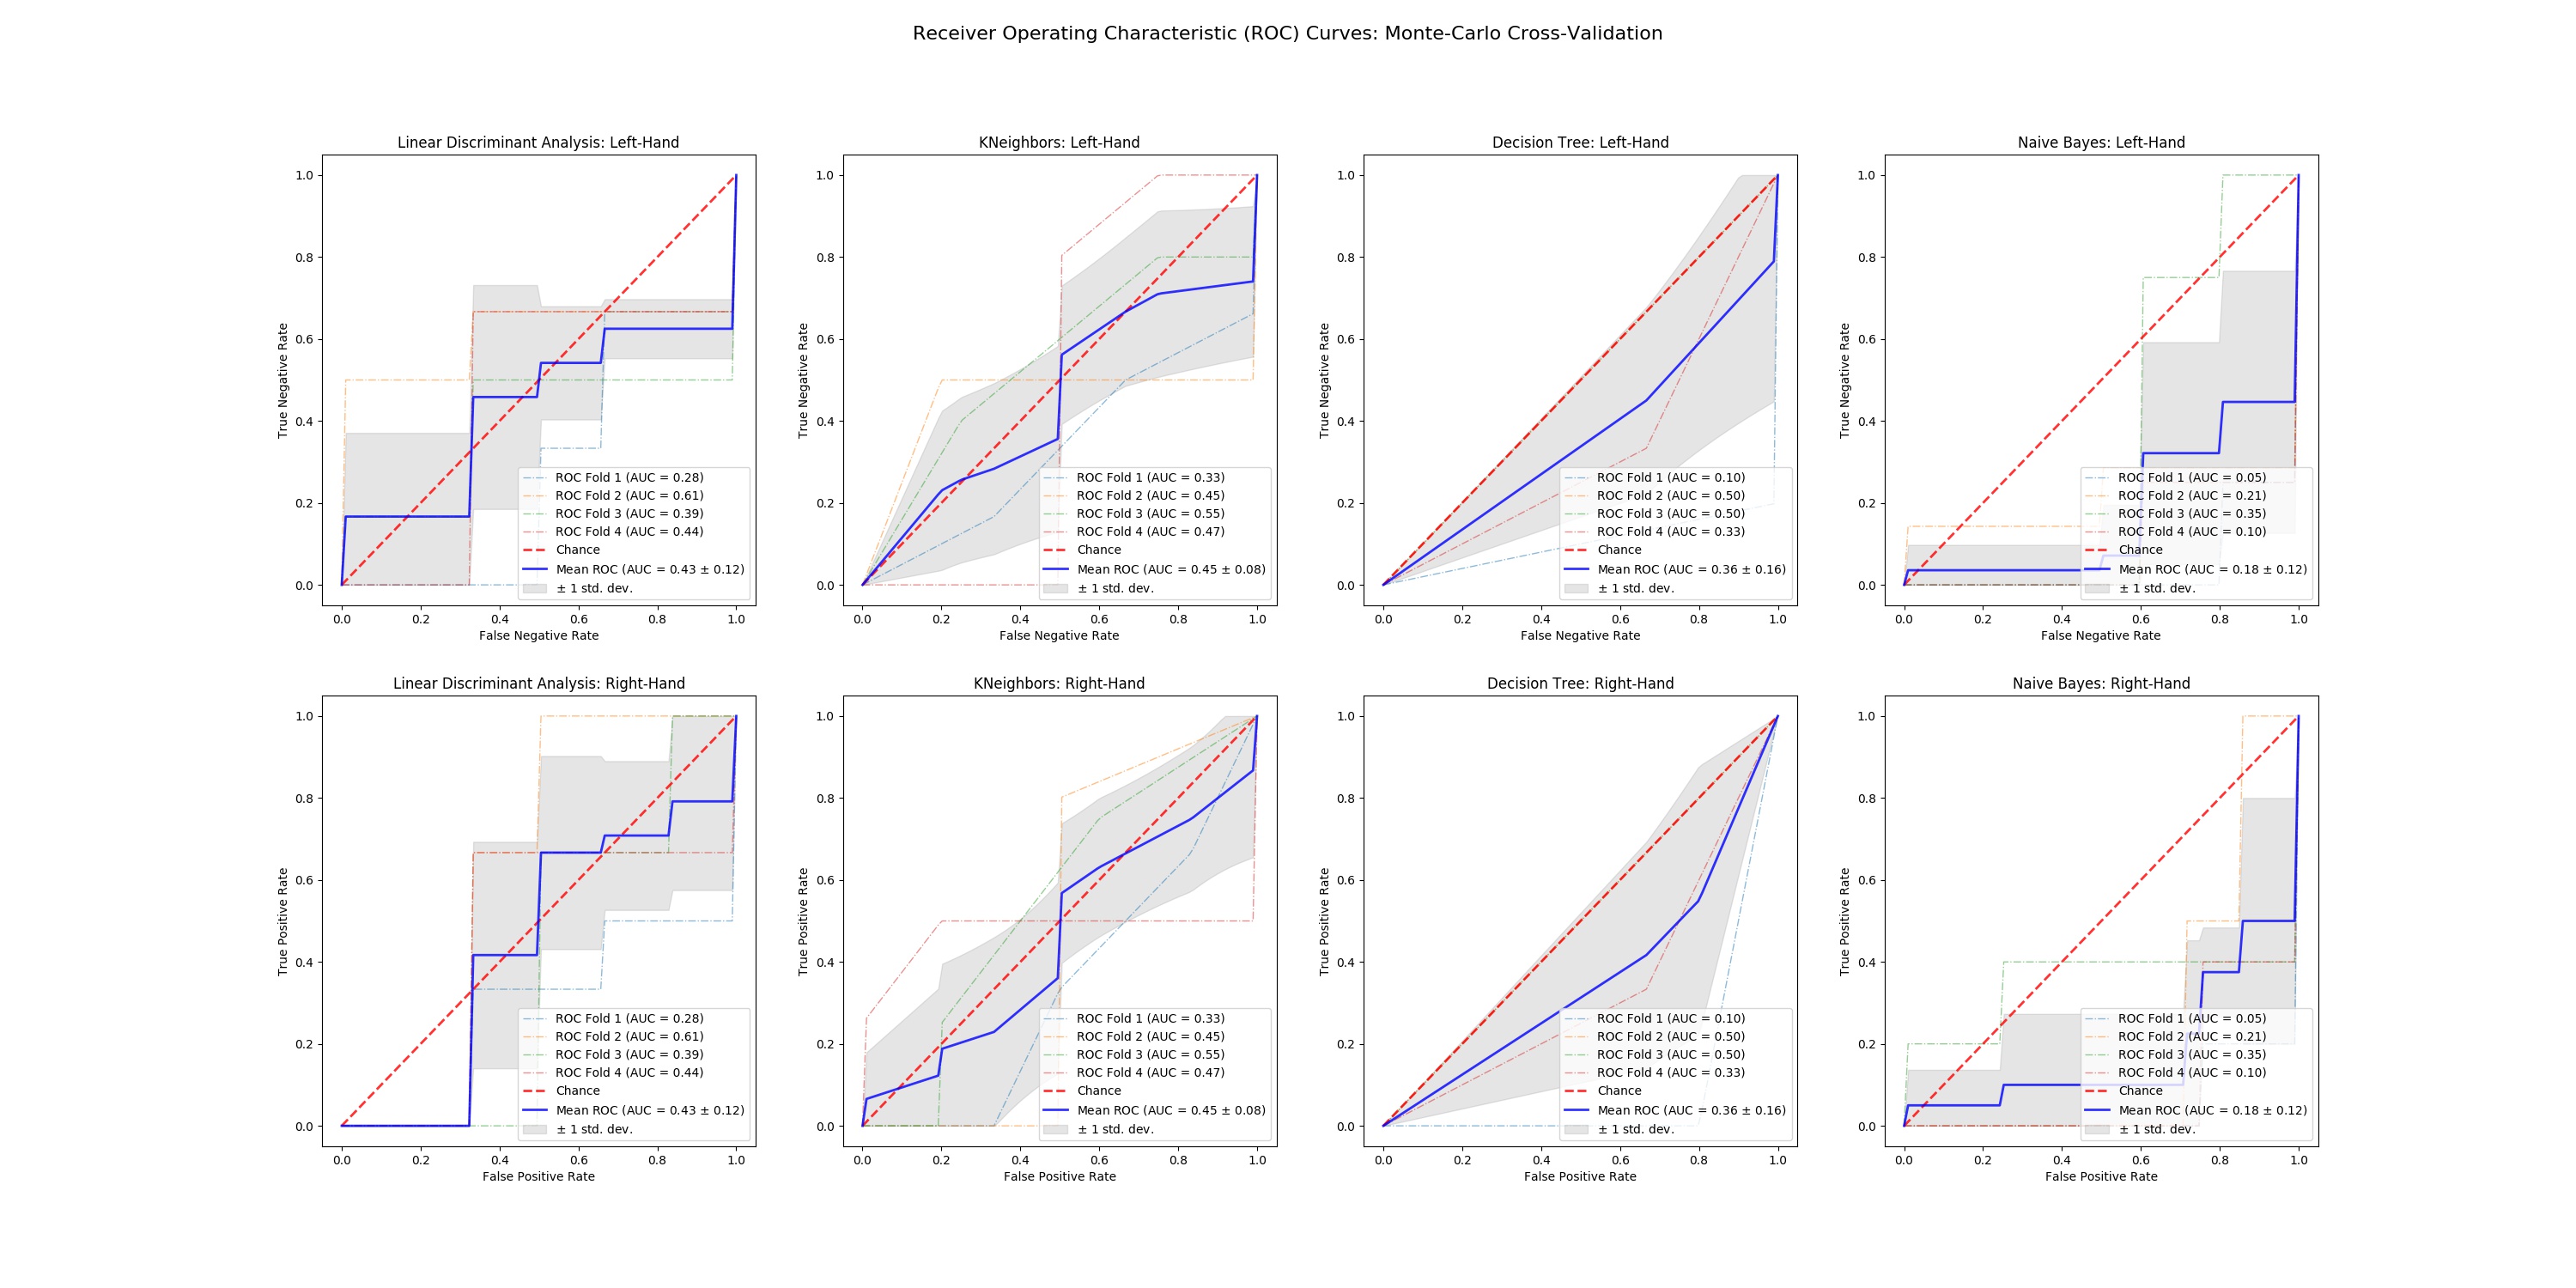 Receiver Operating Characteristic (ROC) Curves: Monte-Carlo Cross-Validation
Linear Discriminant Analysis: Left-Hand
True Negative Rate
1.0
0.8
0.6
0.4
0.2
0.0
ROC Fold 1 (AUC = 0.28)
ROC Fold 2 (AUC = 0.61)
ROC Fold 3 (AUC = 0.39)
ROC Fold 4 (AUC = 0.44)
Chance
Mean ROC (AUC = 0.43 ± 0.12)
± 1 std. dev.
0.0 0.2 0.4 0.6 0.8 1.0
False Negative Rate
KNeighbors: Left-Hand
True Negative Rate
1.0
0.8
0.6
0.4
0.2
0.0
ROC Fold 1 (AUC = 0.33)
ROC Fold 2 (AUC = 0.45)
ROC Fold 3 (AUC = 0.55)
ROC Fold 4 (AUC = 0.47)
Chance
Mean ROC (AUC = 0.45 ± 0.08)
± 1 std. dev.
0.0 0.2 0.4 0.6 0.8 1.0
False Negative Rate
Decision Tree: Left-Hand
True Negative Rate
1.0
0.8
0.6
0.4
0.2
0.0
ROC Fold 1 (AUC = 0.10)
ROC Fold 2 (AUC = 0.50)
ROC Fold 3 (AUC = 0.50)
ROC Fold 4 (AUC = 0.33)
Chance
Mean ROC (AUC = 0.36 ± 0.16)
± 1 std. dev.
0.0 0.2 0.4 0.6 0.8 1.0
False Negative Rate
Naive Bayes: Left-Hand
True Negative Rate
1.0
0.8
0.6
0.4
0.2
0.0
ROC Fold 1 (AUC = 0.05)
ROC Fold 2 (AUC = 0.21)
ROC Fold 3 (AUC = 0.35)
ROC Fold 4 (AUC = 0.10)
Chance
Mean ROC (AUC = 0.18 ± 0.12)
± 1 std. dev.
0.0 0.2 0.4 0.6 0.8 1.0
False Negative Rate
Linear Discriminant Analysis: Right-Hand
True Positive Rate
1.0
0.8
0.6
0.4
0.2
0.0
ROC Fold 1 (AUC = 0.28)
ROC Fold 2 (AUC = 0.61)
ROC Fold 3 (AUC = 0.39)
ROC Fold 4 (AUC = 0.44)
Chance
Mean ROC (AUC = 0.43 ± 0.12)
± 1 std. dev.
0.0 0.2 0.4 0.6 0.8 1.0
False Positive Rate
KNeighbors: Right-Hand
True Positive Rate
1.0
0.8
0.6
0.4
0.2
0.0
ROC Fold 1 (AUC = 0.33)
ROC Fold 2 (AUC = 0.45)
ROC Fold 3 (AUC = 0.55)
ROC Fold 4 (AUC = 0.47)
Chance
Mean ROC (AUC = 0.45 ± 0.08)
± 1 std. dev.
0.0 0.2 0.4 0.6 0.8 1.0
False Positive Rate
Decision Tree: Right-Hand
True Positive Rate
1.0
0.8
0.6
0.4
0.2
0.0
ROC Fold 1 (AUC = 0.10)
ROC Fold 2 (AUC = 0.50)
ROC Fold 3 (AUC = 0.50)
ROC Fold 4 (AUC = 0.33)
Chance
Mean ROC (AUC = 0.36 ± 0.16)
± 1 std. dev.
0.0 0.2 0.4 0.6 0.8 1.0
False Positive Rate
Naive Bayes: Right-Hand
True Positive Rate
1.0
0.8
0.6
0.4
0.2
0.0
ROC Fold 1 (AUC = 0.05)
ROC Fold 2 (AUC = 0.21)
ROC Fold 3 (AUC = 0.35)
ROC Fold 4 (AUC = 0.10)
Chance
Mean ROC (AUC = 0.18 ± 0.12)
± 1 std. dev.
0.0 0.2 0.4 0.6 0.8 1.0
False Positive Rate